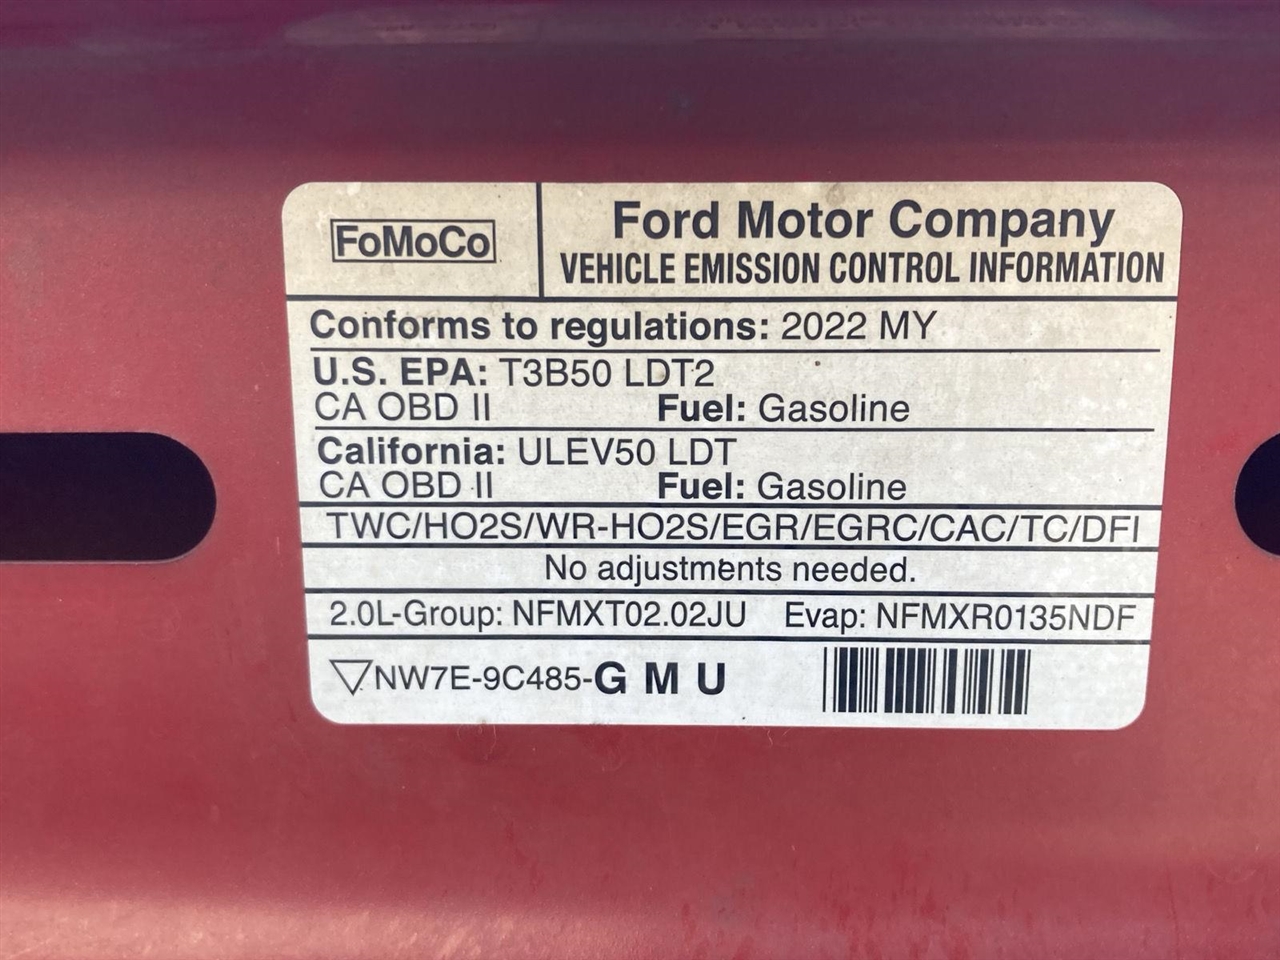 FoMoCo
Ford Motor Company
VEHICLE EMISSION CONTROL INFORMATION
Conforms to regulations: 2022 MY
U.S. EPA: T3B50 LDT2
CA OBD II Fuel: Gasoline
California: ULEV50 LDT
CA OBD II Fuel: Gasoline
TWC/HO2S/WR-HO2S/EGR/EGRC/CAC/TC/DFI
No adjustments needed.
2.0L-Group: NFMXT02.02JU Evap: NFMXR0135NDF
NW7E-9C485-G M U